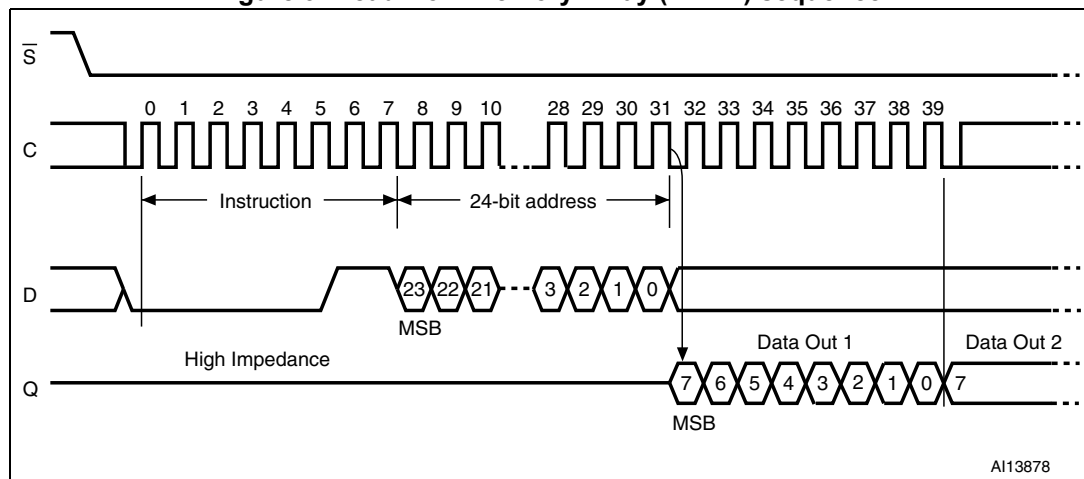 S
0 1 2 3 4 5 6 7 8 9 10 28 29 30 31 32 33 34 35 36 37 38 39
C
Instruction 24-bit address
D
23 22 21 3 2 1 0
MSB
Data Out 1 Data Out 2
High Impedance
Q
7 6 5 4 3 2 1 0 7
MSB
AI13878